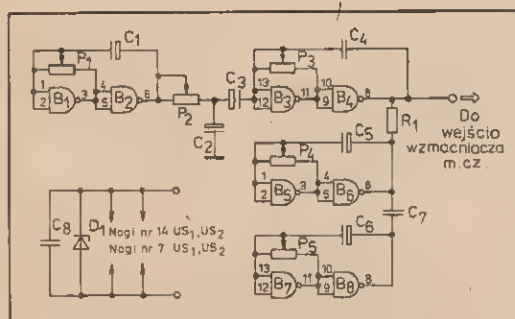 C1
P1
1
2
B1
3
4
5
B2
6
P2
C2
C3
C4
P3
13
12
B3
11
10
9
B4
8
R1
Do
wejścia
wzmacniacza
m.cz.
C5
P4
1
2
B5
3
4
5
B6
6
C7
C6
P5
13
12
B7
11
10
9
B8
8
C8
D1
Nogi nr 14 US1, US2
Nogi nr 7 US1, US2